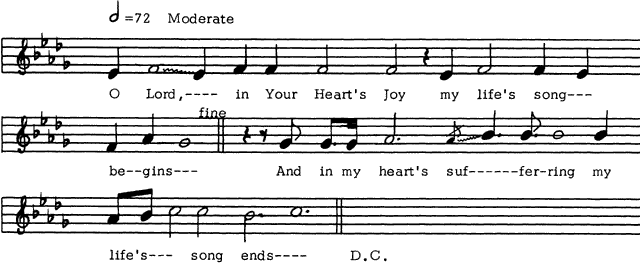 =72 Moderate
O Lord,---- in Your Heart's Joy my life's song---
fine
be--gins--- And in my heart's suf------fer-ring my
life's--- song ends---- D.C.